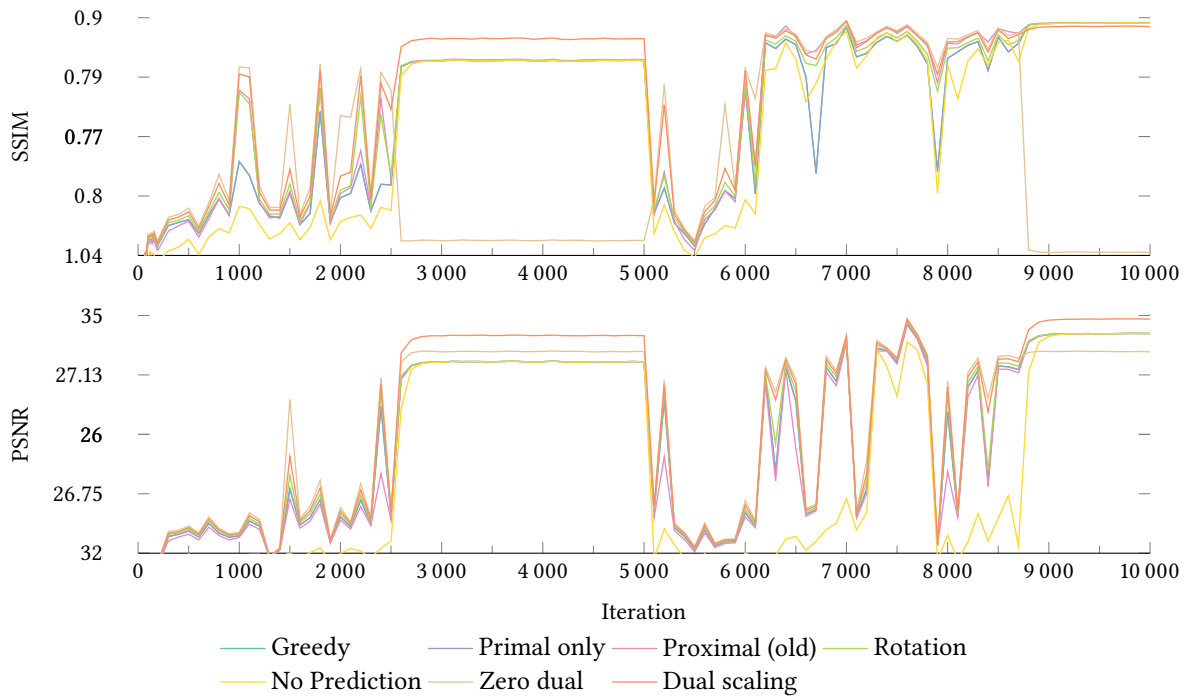 0.9
0.79
0.77
0.8
1.04
SSIM
0 1 000 2 000 3 000 4 000 5 000 6 000 7 000 8 000 9 000 10 000
35
27.13
26
26.75
32
PSNR
0 1 000 2 000 3 000 4 000 5 000 6 000 7 000 8 000 9 000 10 000
Iteration
Greedy Primal only Proximal (old) Rotation
No Prediction Zero dual Dual scaling